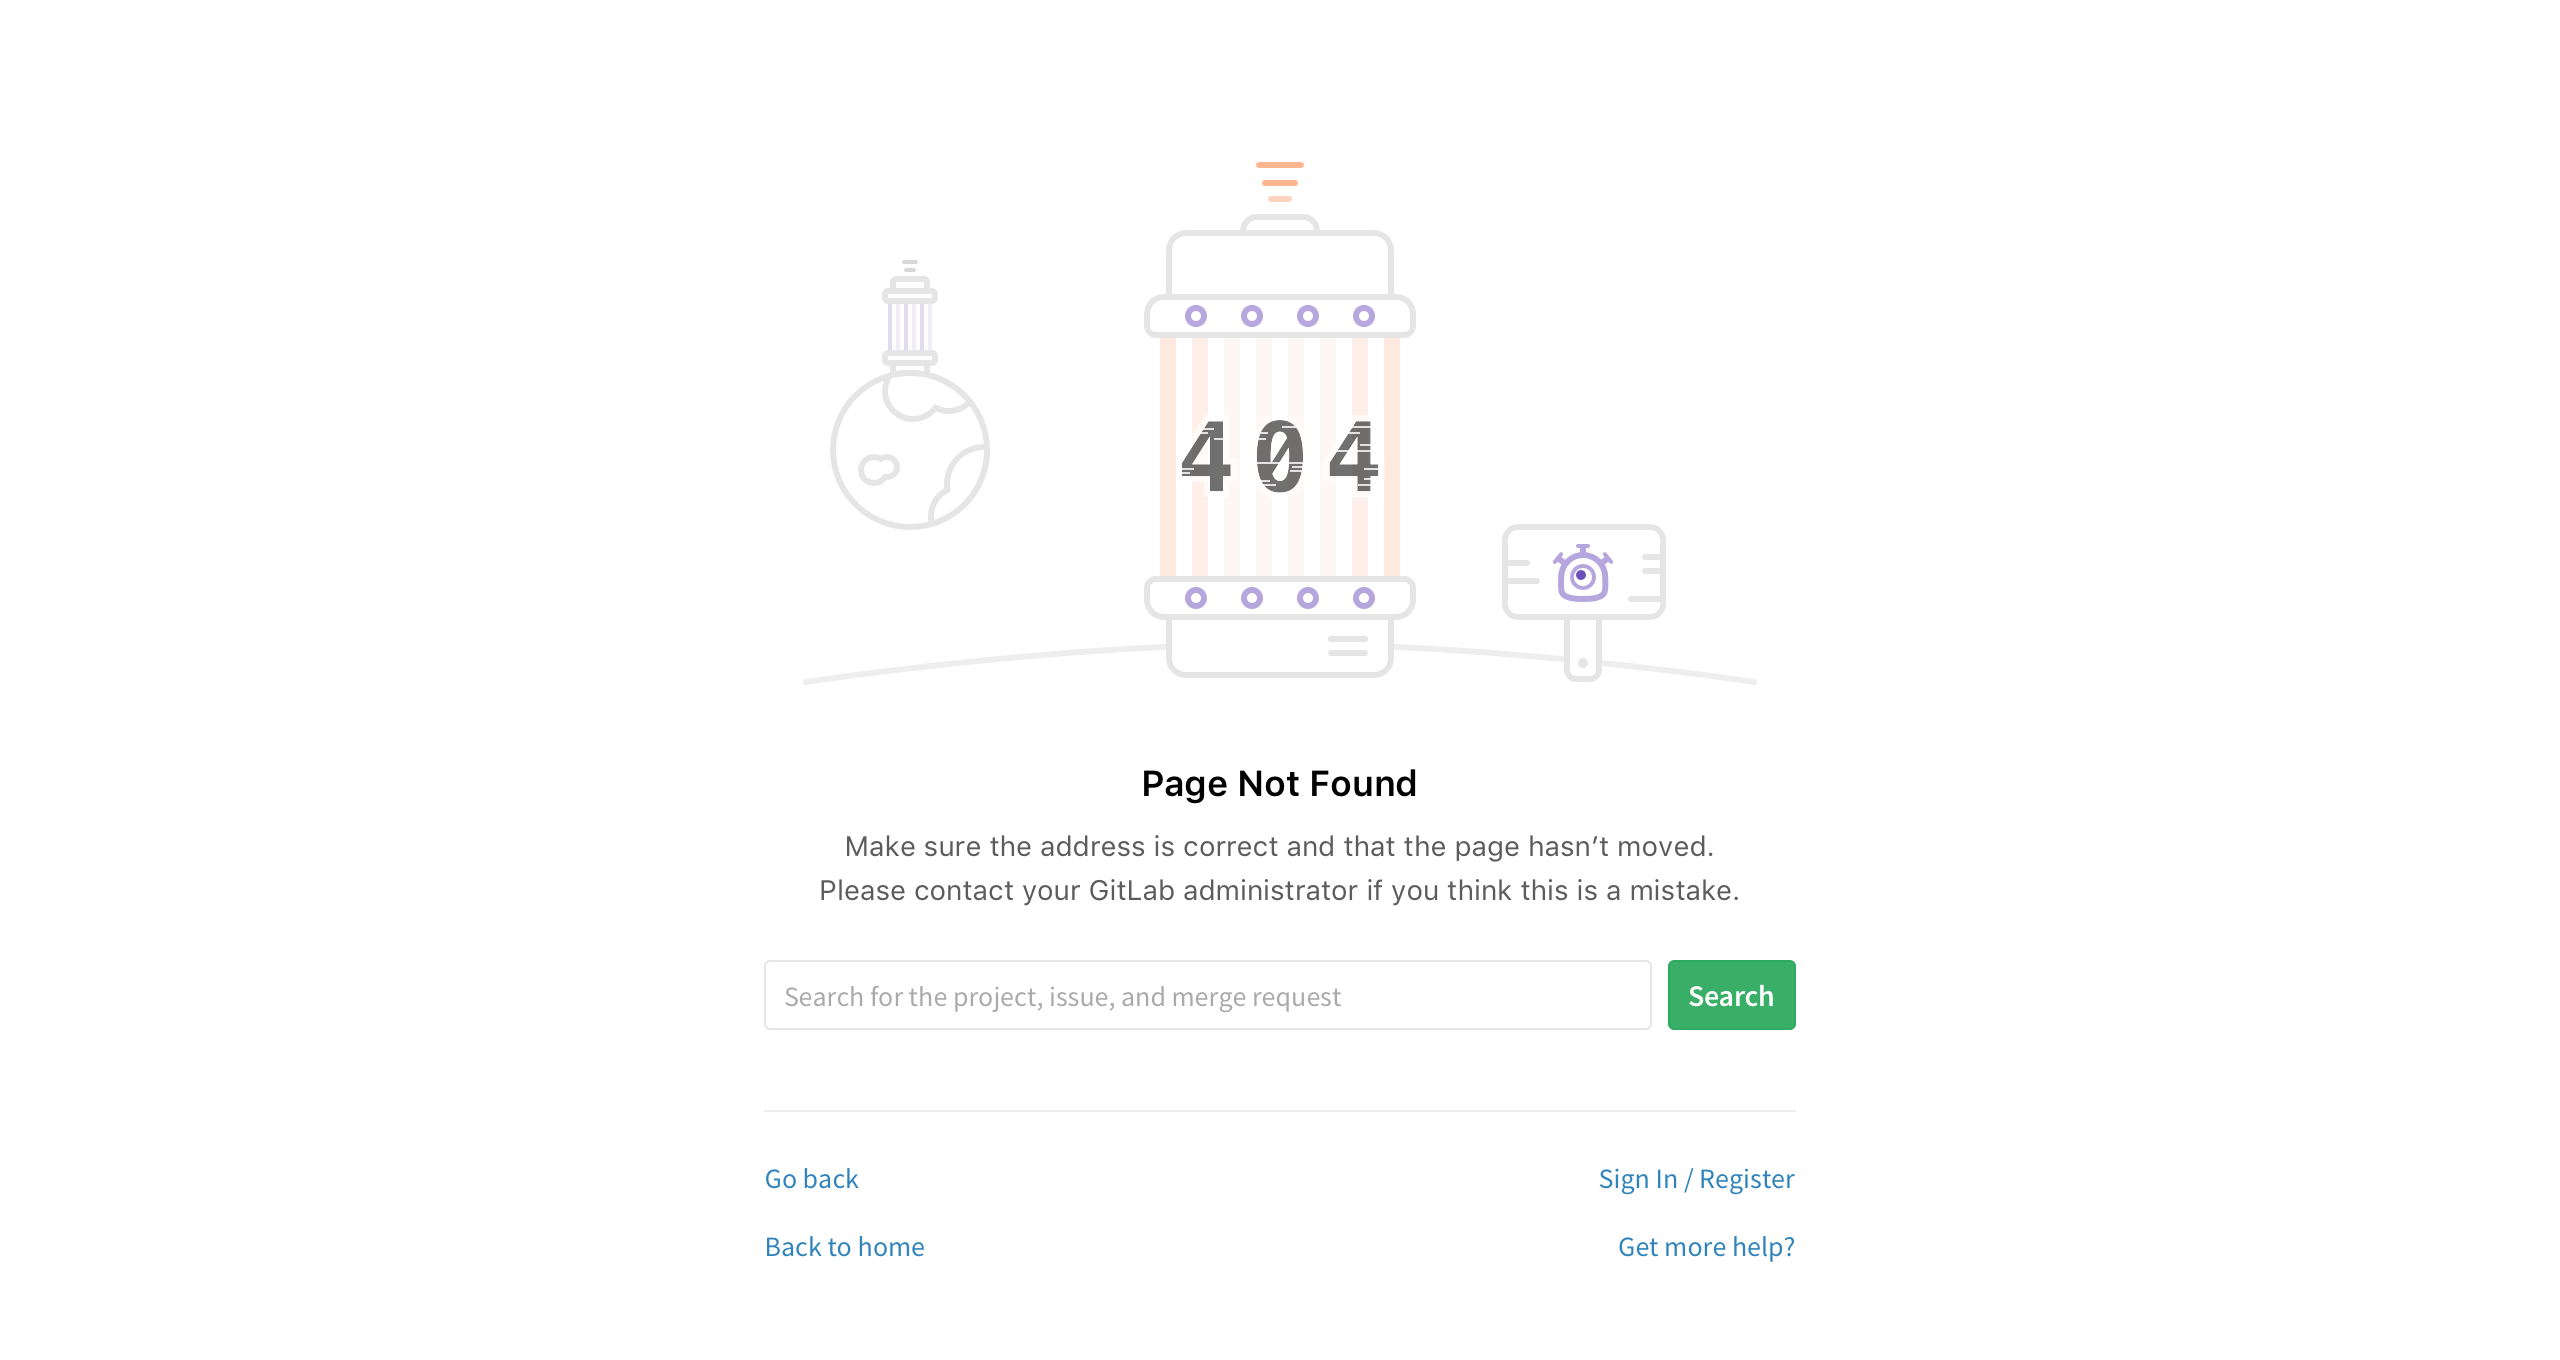 404
Page Not Found
Make sure the address is correct and that the page hasn’t moved.
Please contact your GitLab administrator if you think this is a mistake.
Search for the project, issue, and merge request
Search
Go back
Sign In / Register
Back to home
Get more help?